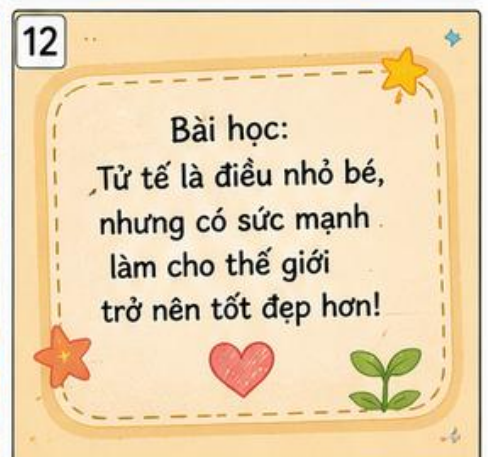 12
Bài học:
Tử tế là điều nhỏ bé,
nhưng có sức mạnh
làm cho thế giới
trở nên tốt đẹp hơn!